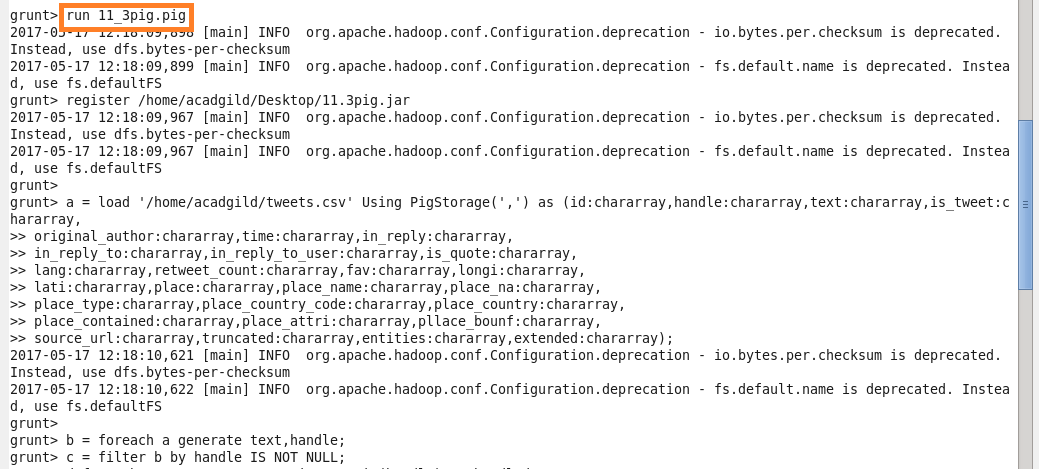 grunt> run 11_3pig.pig
2017-05-17 12:18:09,898 [main] INFO  org.apache.hadoop.conf.Configuration.deprecation - io.bytes.per.checksum is deprecated.
Instead, use dfs.bytes-per-checksum
2017-05-17 12:18:09,899 [main] INFO  org.apache.hadoop.conf.Configuration.deprecation - fs.default.name is deprecated. Instea
d, use fs.defaultFS
grunt> register /home/acadgild/Desktop/11.3pig.jar
2017-05-17 12:18:09,967 [main] INFO  org.apache.hadoop.conf.Configuration.deprecation - io.bytes.per.checksum is deprecated.
Instead, use dfs.bytes-per-checksum
2017-05-17 12:18:09,967 [main] INFO  org.apache.hadoop.conf.Configuration.deprecation - fs.default.name is deprecated. Instea
d, use fs.defaultFS
grunt>
grunt> a = load '/home/acadgild/tweets.csv' Using PigStorage(',') as (id:chararray,handle:chararray,text:chararray,is_tweet:c
hararray,
>> original_author:chararray,time:chararray,in_reply:chararray,
>> in_reply_to:chararray,in_reply_to_user:chararray,is_quote:chararray,
>> lang:chararray,retweet_count:chararray,fav:chararray,longi:chararray,
>> lati:chararray,place:chararray,place_name:chararray,place_na:chararray,
>> place_type:chararray,place_country_code:chararray,place_country:chararray,
>> place_contained:chararray,place_attri:chararray,pllace_bounf:chararray,
>> source_url:chararray,truncated:chararray,entities:chararray,extended:chararray);
2017-05-17 12:18:10,621 [main] INFO  org.apache.hadoop.conf.Configuration.deprecation - io.bytes.per.checksum is deprecated.
Instead, use dfs.bytes-per-checksum
2017-05-17 12:18:10,622 [main] INFO  org.apache.hadoop.conf.Configuration.deprecation - fs.default.name is deprecated. Instea
d, use fs.defaultFS
grunt>
grunt> b = foreach a generate text,handle;
grunt> c = filter b by handle IS NOT NULL;